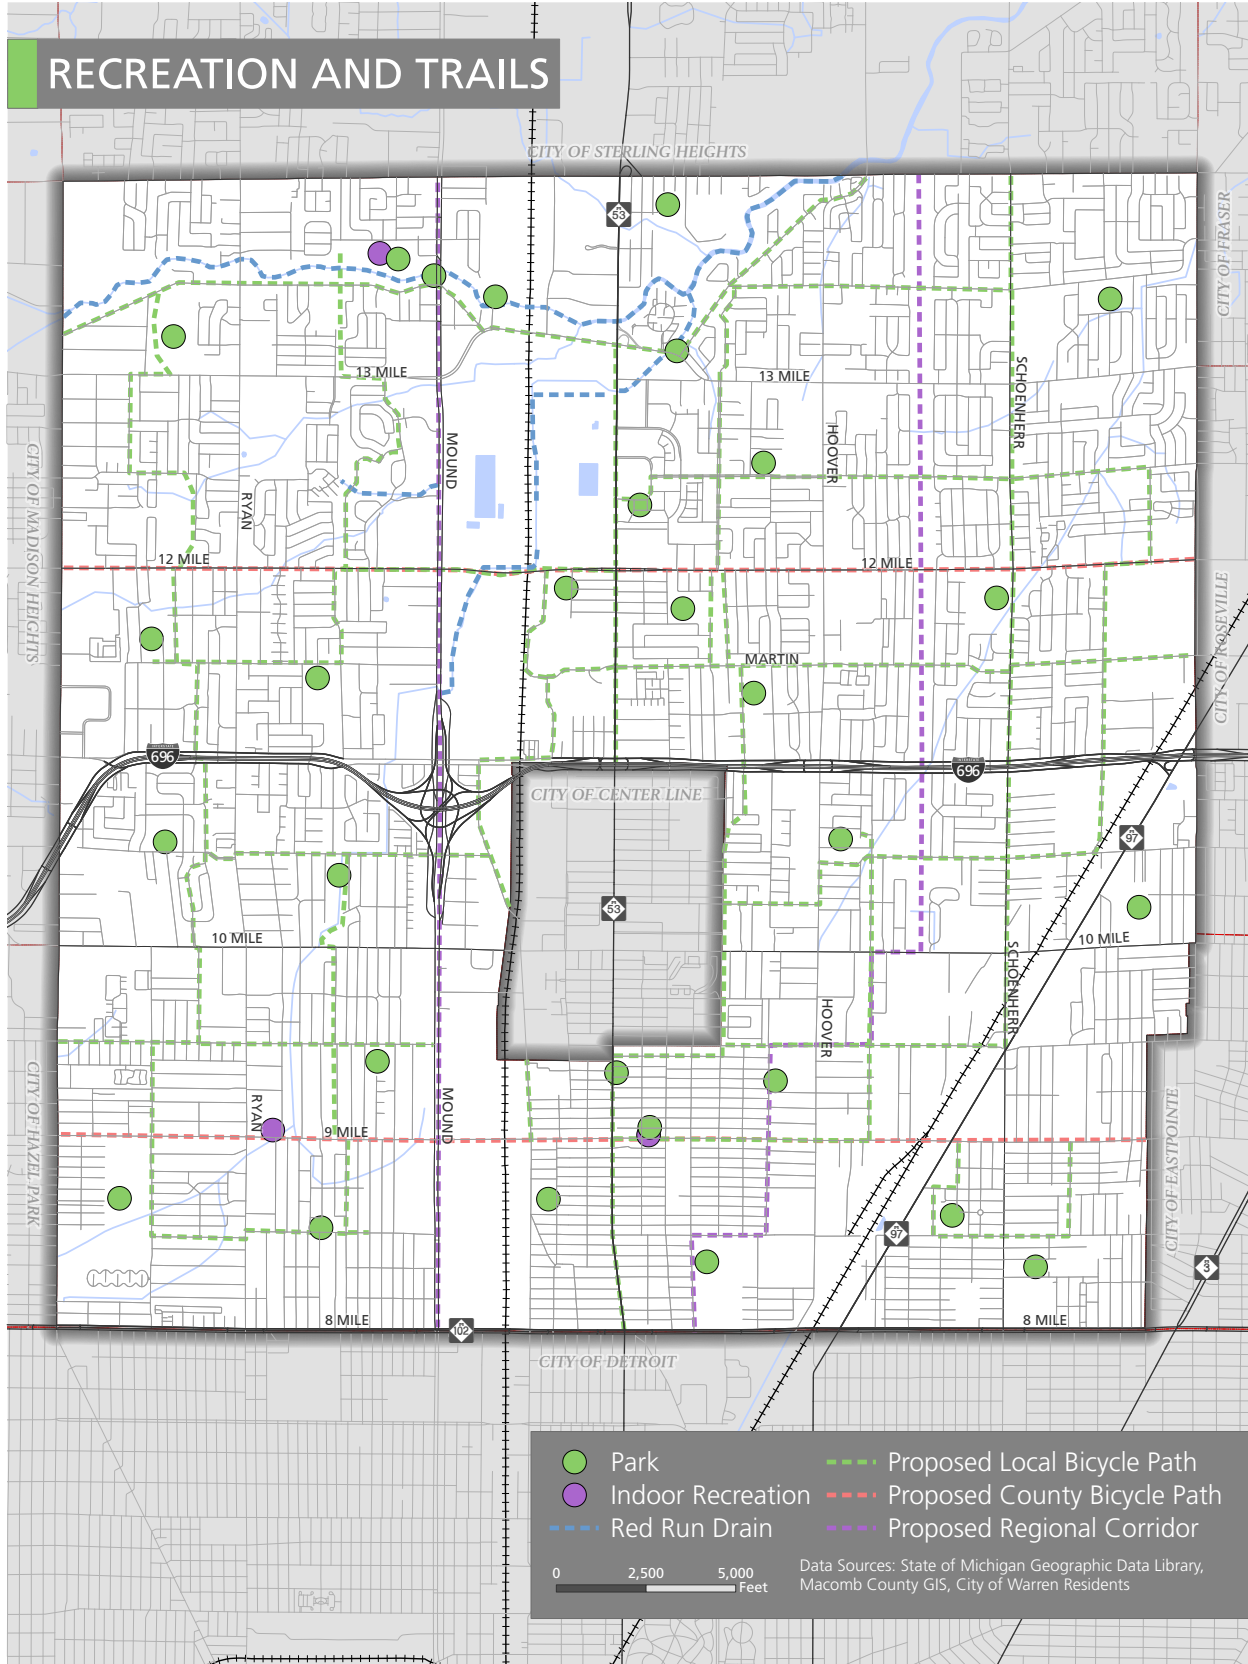 RECREATION AND TRAILS
CITY OF STERLING HEIGHTS
M 53
CITY OF FRASER
13 MILE
13 MILE
SCHOENHERR
MOUND
HOOVER
RYAN
CITY OF MADISON HEIGHTS
12 MILE
12 MILE
CITY OF ROSEVILLE
MARTIN
696
696
CITY OF CENTER LINE
97
53
10 MILE
10 MILE
SCHOENHERR
HOOVER
CITY OF HAZEL PARK
RYAN
MOUND
9 MILE
CITY OF EASTPOINTE
97
3
8 MILE
102
8 MILE
CITY OF DETROIT
Park
Indoor Recreation
Red Run Drain
Proposed Local Bicycle Path
Proposed County Bicycle Path
Proposed Regional Corridor
0 2,500 5,000
Feet
Data Sources: State of Michigan Geographic Data Library,
Macomb County GIS, City of Warren Residents